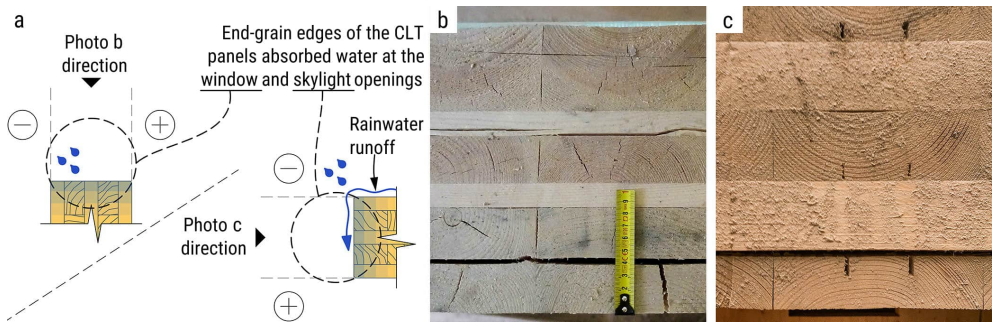 a
Photo b
direction
End-grain edges of the CLT
panels absorbed water at the
window and skylight openings
Rainwater
runoff
Photo c
direction
b
c